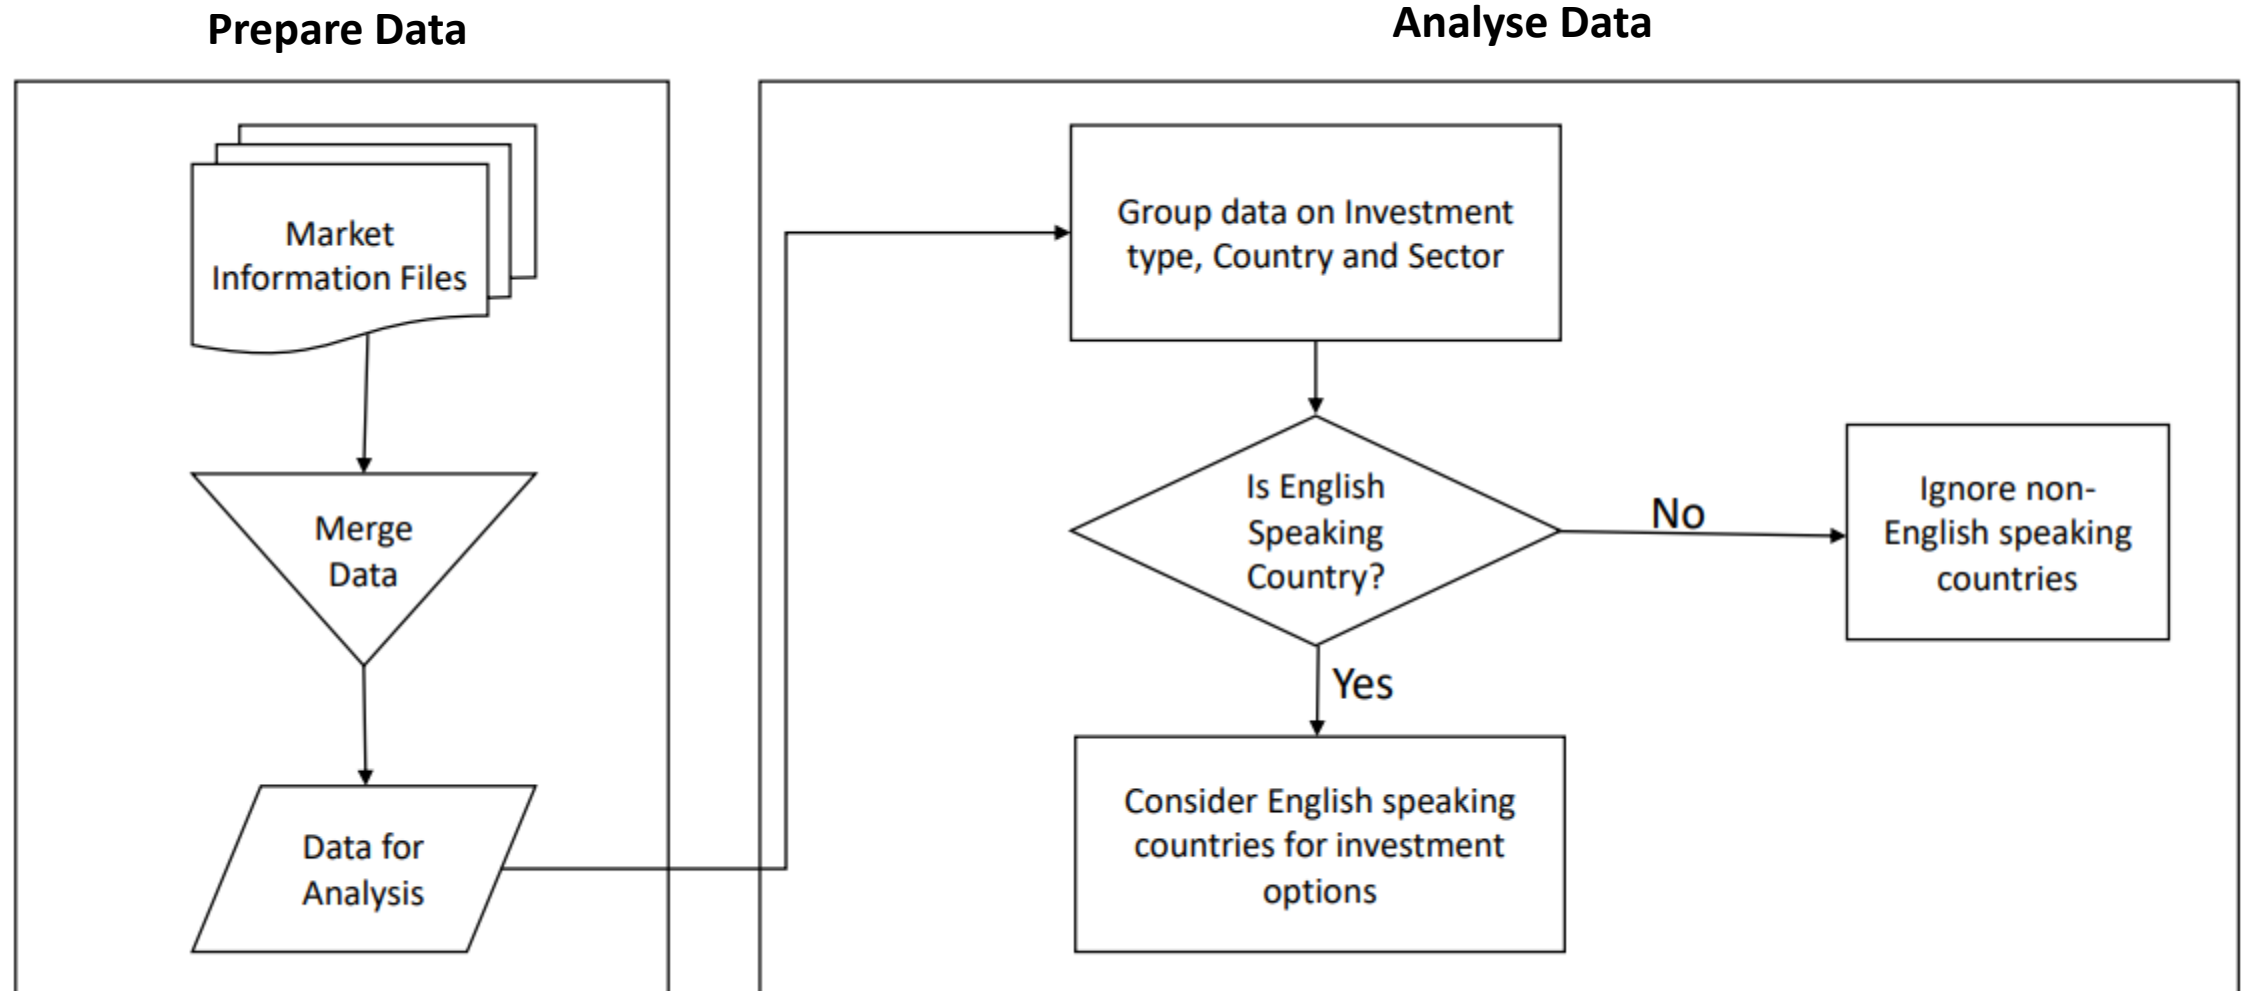 Prepare Data
Analyse Data
Market
Information Files
Merge
Data
Data for
Analysis
Group data on Investment
type, Country and Sector
Is English
Speaking
Country?
No
Ignore non-
English speaking
countries
Yes
Consider English speaking
countries for investment
options